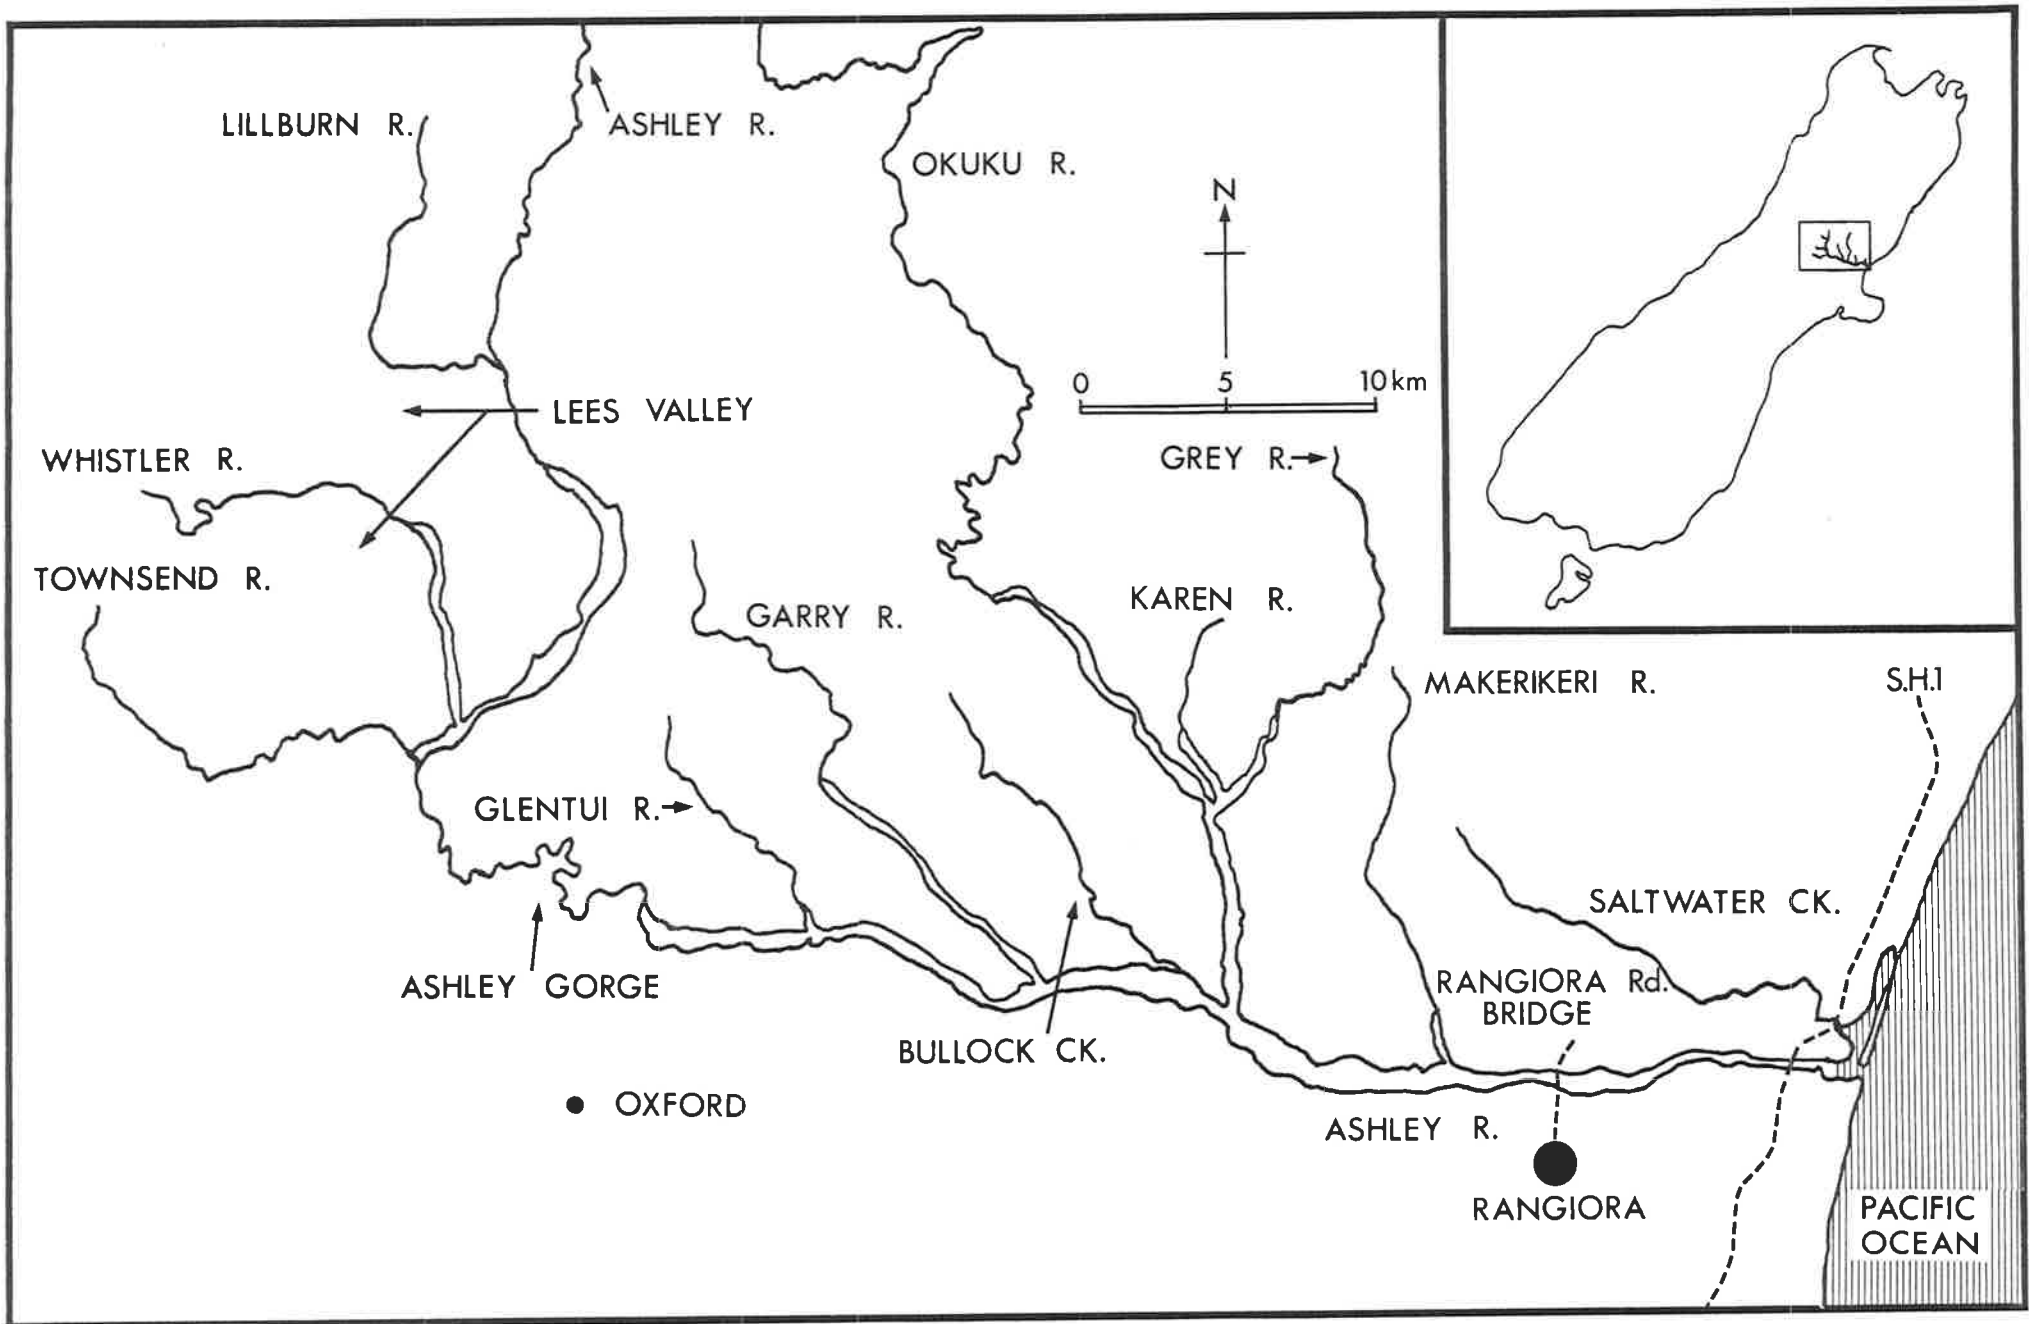 LILLBURN R.
ASHLEY R.
OKUKU R.
N
0 5 10 km
LEES VALLEY
WHISTLER R.
GREY R.
TOWNSEND R.
GARRY R.
KAREN R.
MAKERIKERI R.
S.H.1
GLENTUI R.
SALTWATER CK.
ASHLEY GORGE
RANGIORA Rd.
BRIDGE
BULLOCK CK.
OXFORD
ASHLEY R.
RANGIORA
PACIFIC
OCEAN